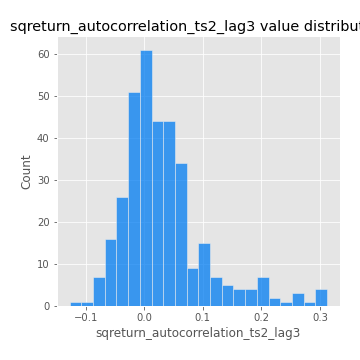 sqreturn_autocorrelation_ts2_lag3 value distribut
60
50
40
30
20
10
0
Count
−0.1 0.0 0.1 0.2 0.3
sqreturn_autocorrelation_ts2_lag3